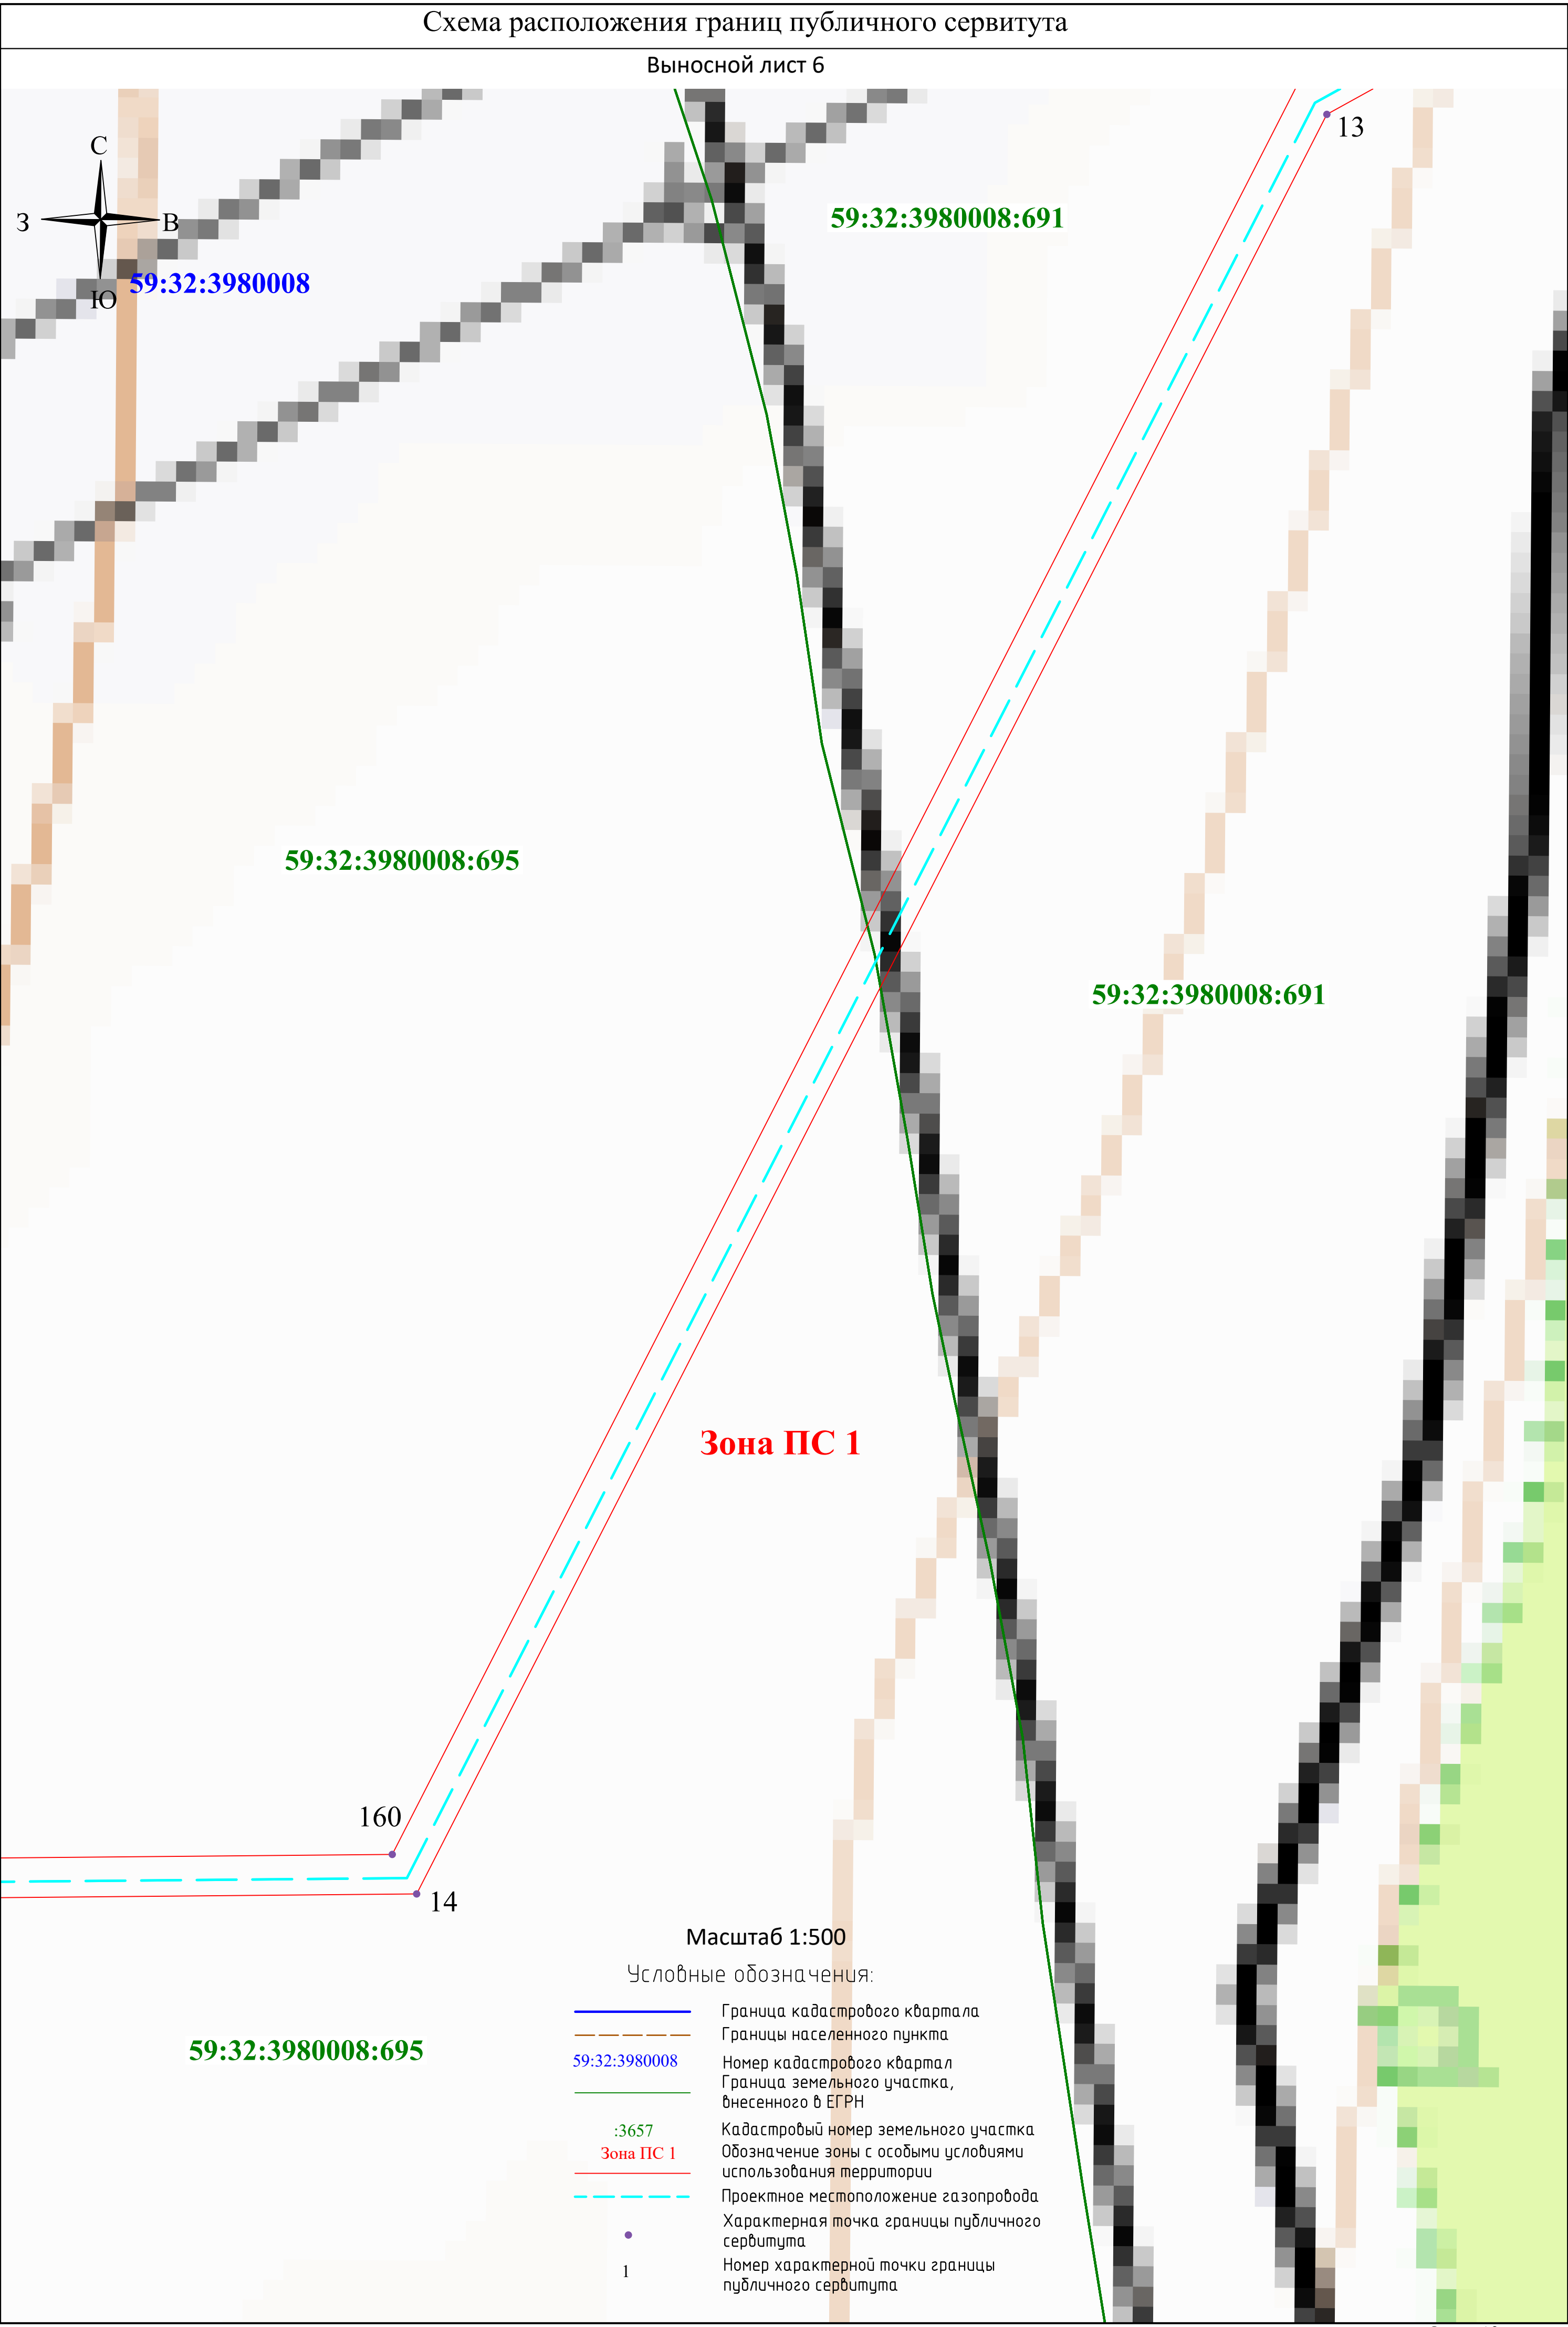 Схема расположения границ публичного сервитута
Выносной лист 6
13
С
З
В
Ю
59:32:3980008
59:32:3980008:691
59:32:3980008:695
59:32:3980008:691
Зона ПС 1
160
14
59:32:3980008:695
Масштаб 1:500
Условные обозначения:
Граница кадастрового квартала
Границы населенного пункта
59:32:3980008 Номер кадастрового квартал
Граница земельного участка,
внесенного в ЕГРН
:3657 Кадастровый номер земельного участка
Зона ПС 1 Обозначение зоны с особыми условиями
использования территории
Проектное местоположение газопровода
Характерная точка границы публичного
сервитута
1 Номер характерной точки границы
публичного сервитута